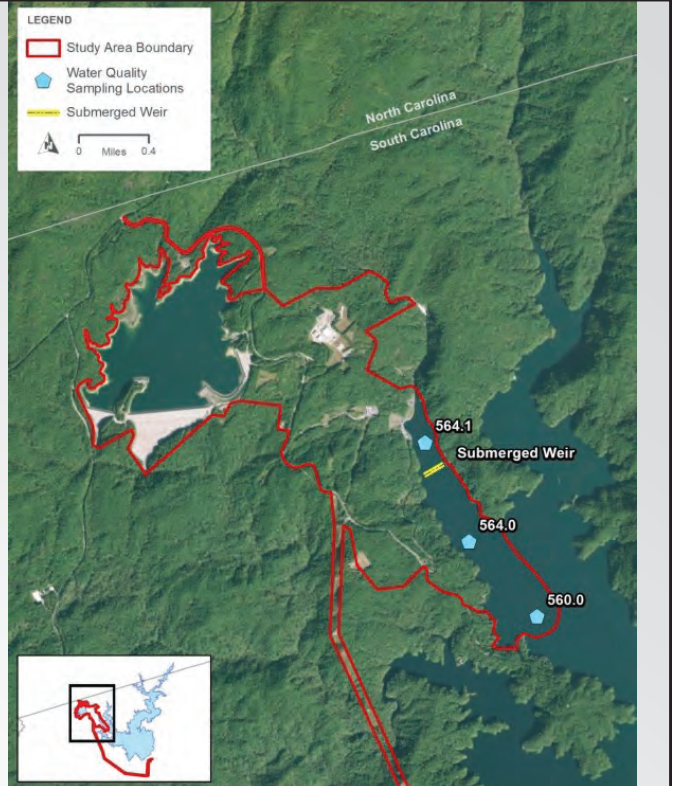 LEGEND
Study Area Boundary
Water Quality
Sampling Locations
Submerged Weir
N
0 Miles 0.4
North Carolina
South Carolina
564.1
Submerged Weir
564.0
560.0